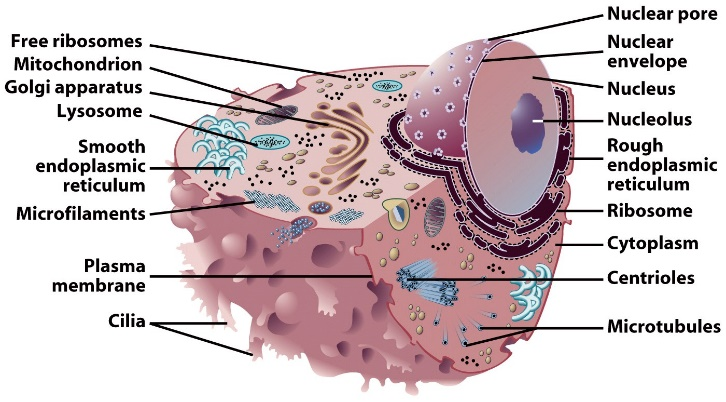 Free ribosomes
Mitochondrion
Golgi apparatus
Lysosome
Smooth
endoplasmic
reticulum
Microfilaments
Plasma
membrane
Cilia
Nuclear pore
Nuclear
envelope
Nucleus
Nucleolus
Rough
endoplasmic
reticulum
Ribosome
Cytoplasm
Centrioles
Microtubules